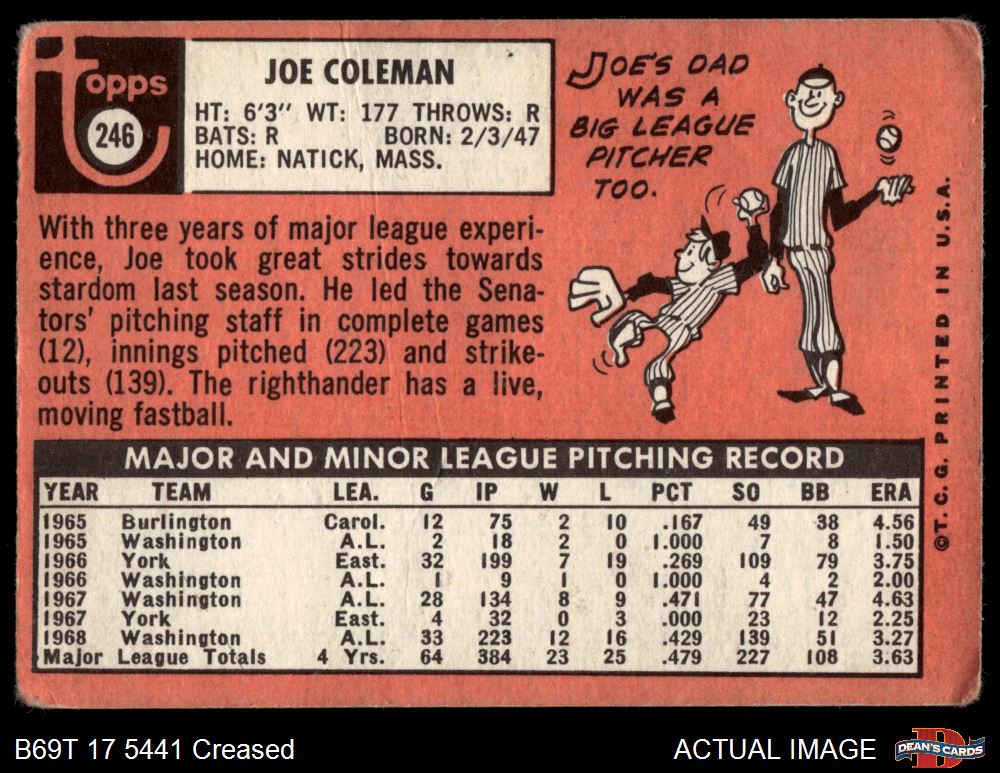 Topps
246
JOE COLEMAN
HT: 6'3" WT: 177 THROWS: R
BATS: R BORN: 2/3/47
HOME: NATICK, MASS.
JOE'S DAD
WAS A
BIG LEAGUE
PITCHER
TOO.
With three years of major league experi-
ence, Joe took great strides towards
stardom last season. He led the Sena-
tors' pitching staff in complete games
(12), innings pitched (223) and strike-
outs (139). The righthander has a live,
moving fastball.
©T. C. G. PRINTED IN U.S.A.
MAJOR AND MINOR LEAGUE PITCHING RECORD
YEAR TEAM LEA. G IP W L PCT SO BB ERA
1965 Burlington Carol. 12 75 2 10 .167 49 38 4.56
1965 Washington A.L. 2 18 2 0 1.000 7 8 1.50
1966 York East. 32 199 7 19 .269 109 79 3.75
1966 Washington A.L. 1 9 1 0 1.000 4 2 2.00
1967 Washington A.L. 28 134 8 9 .471 77 47 4.63
1967 York East. 4 32 0 3 .000 23 12 2.25
1968 Washington A.L. 33 223 12 16 .429 139 51 3.27
Major League Totals 4 Yrs. 64 384 23 25 .479 227 108 3.63
B69T 17 5441 Creased
ACTUAL IMAGE
D
DEAN'S CARDS